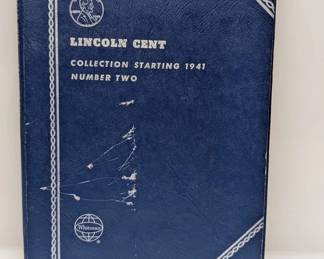 LINCOLN CENT
COLLECTION STARTING 1941
NUMBER TWO
Whitman